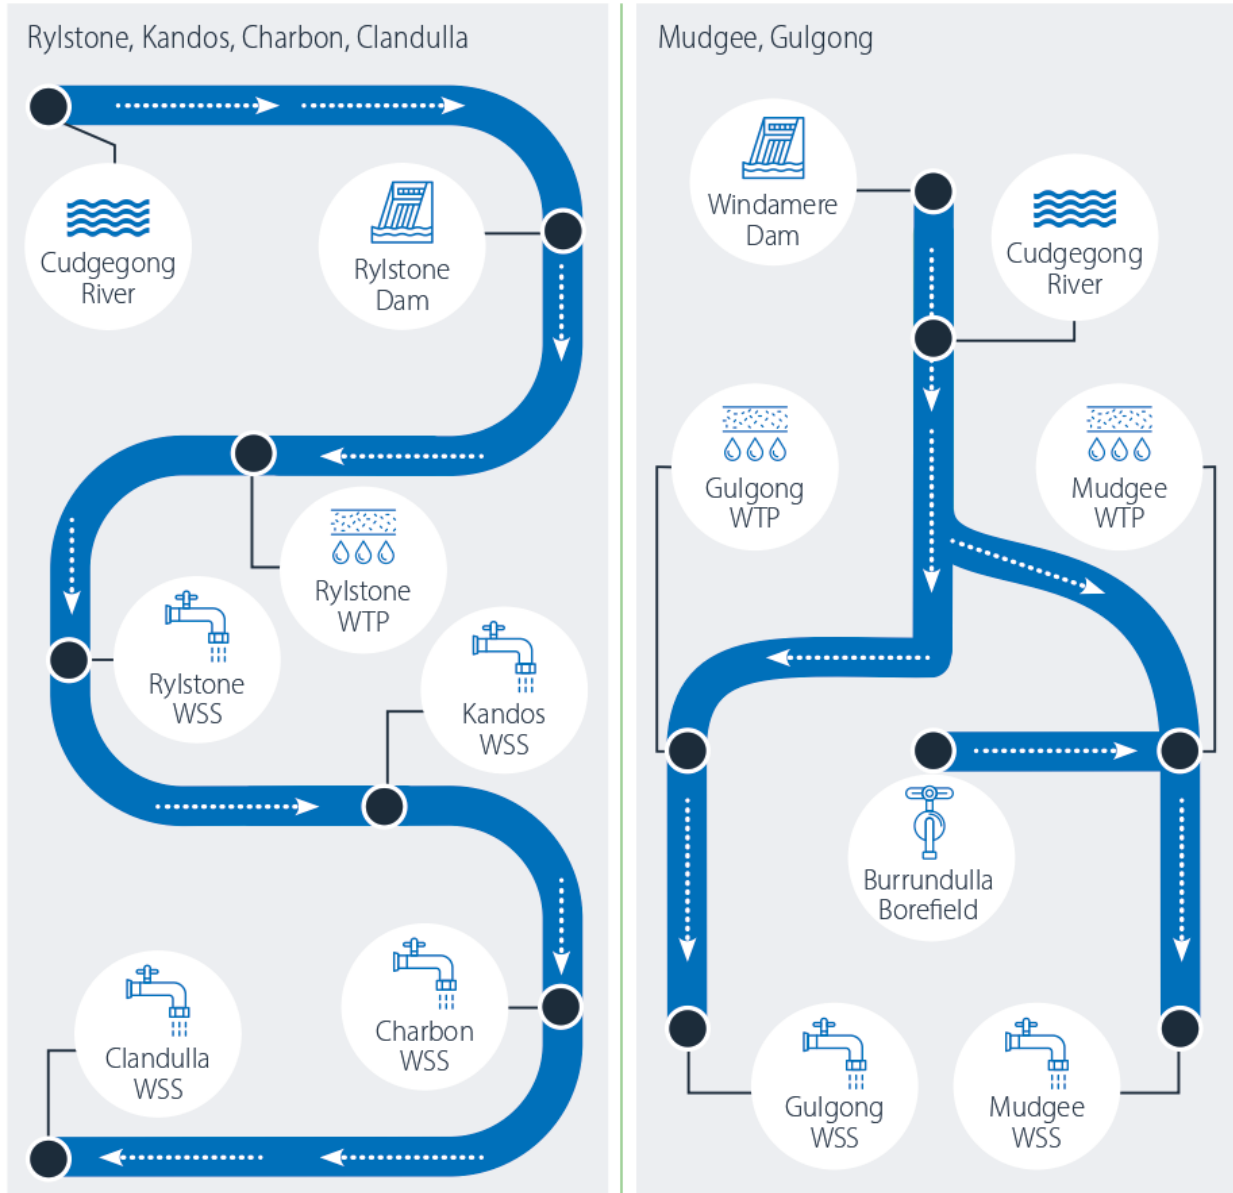 Rylstone, Kandos, Charbon, Clandulla
Cudgegong
River
Rylstone
Dam
Rylstone
WTP
Rylstone
WSS
Kandos
WSS
Charbon
WSS
Clandulla
WSS
Mudgee, Gulgong
Windamere
Dam
Cudgegong
River
Gulgong
WTP
Mudgee
WTP
Burrundulla
Borefield
Gulgong
WSS
Mudgee
WSS